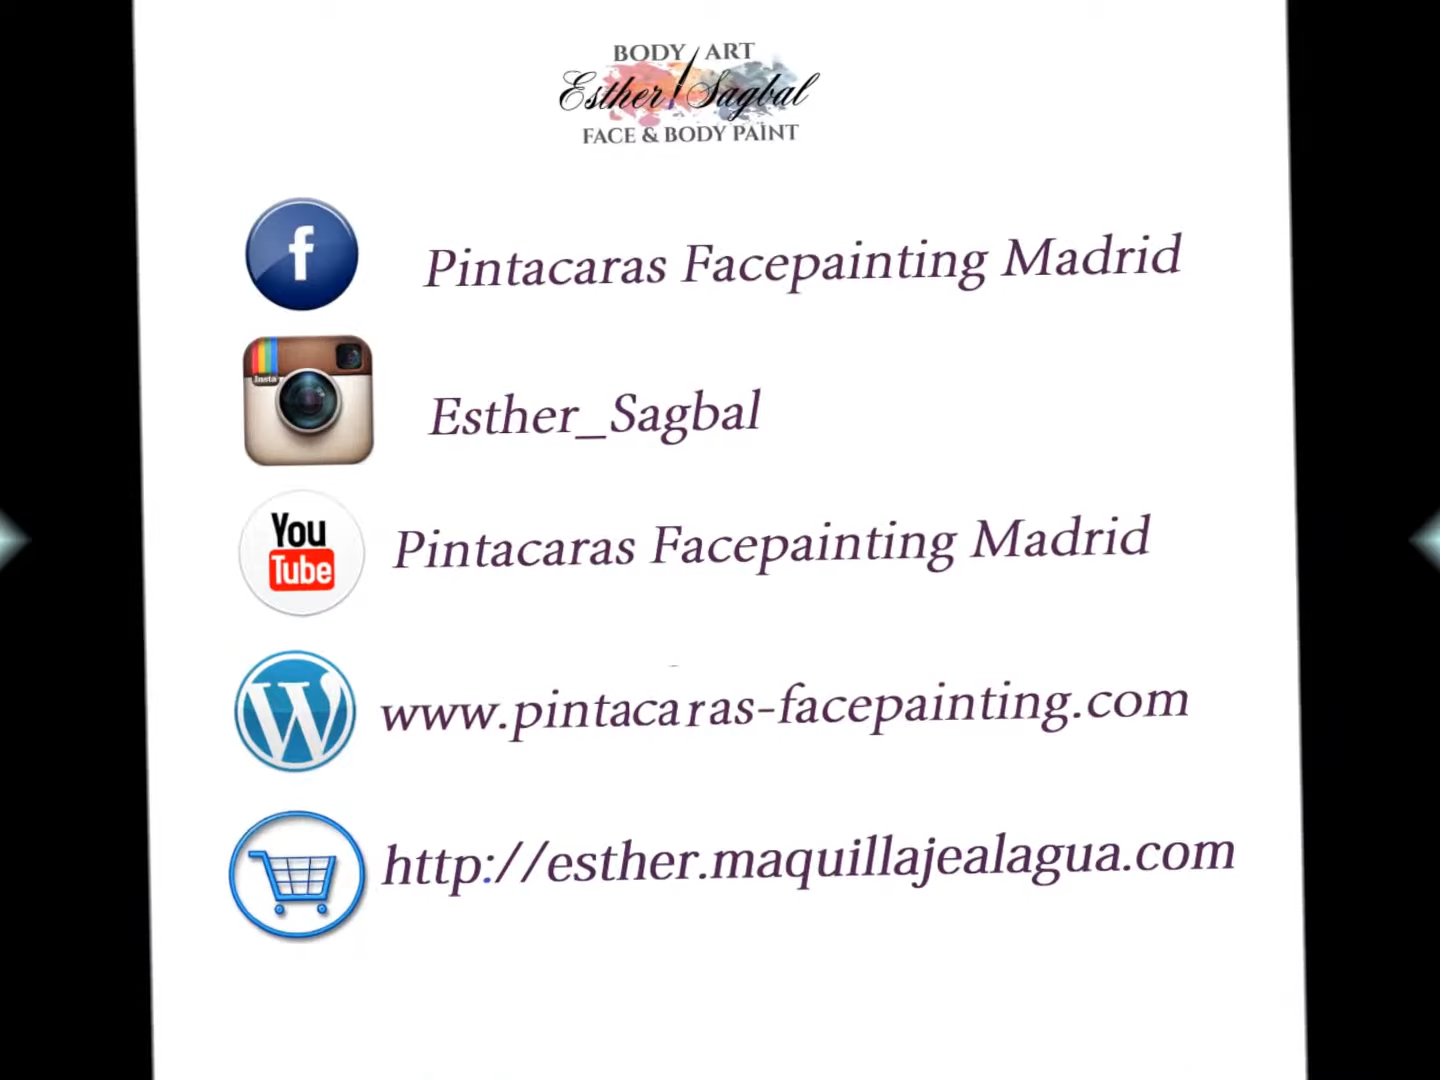 BODY ART
Esther Sagbal
FACE & BODY PAINT
f
Pintacaras Facepainting Madrid
Insta
Esther_Sagbal
You
Tube
Pintacaras Facepainting Madrid
W
www.pintacaras-facepainting.com
http://esther.maquillajealagua.com